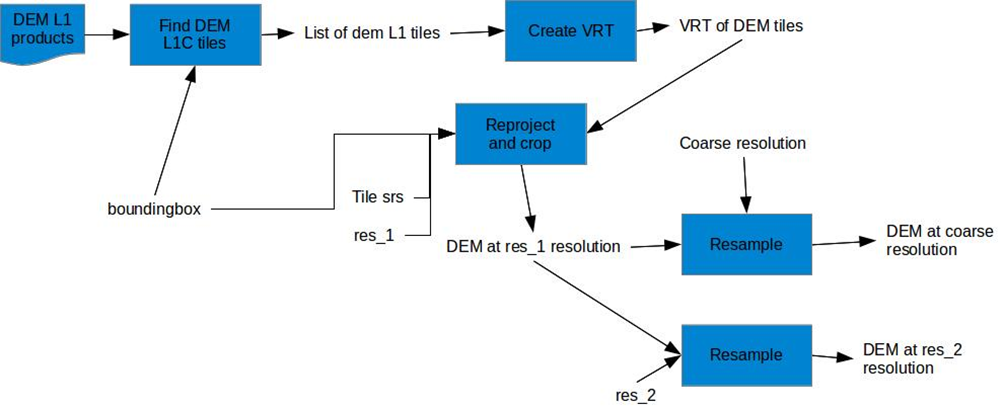 DEM L1
products
Find DEM
L1C tiles
List of dem L1 tiles
Create VRT
VRT of DEM tiles
Reproject
and crop
Coarse resolution
Tile srs
boundingbox
res_1
DEM at res_1 resolution
Resample
DEM at coarse
resolution
Resample
DEM at res_2
resolution
res_2